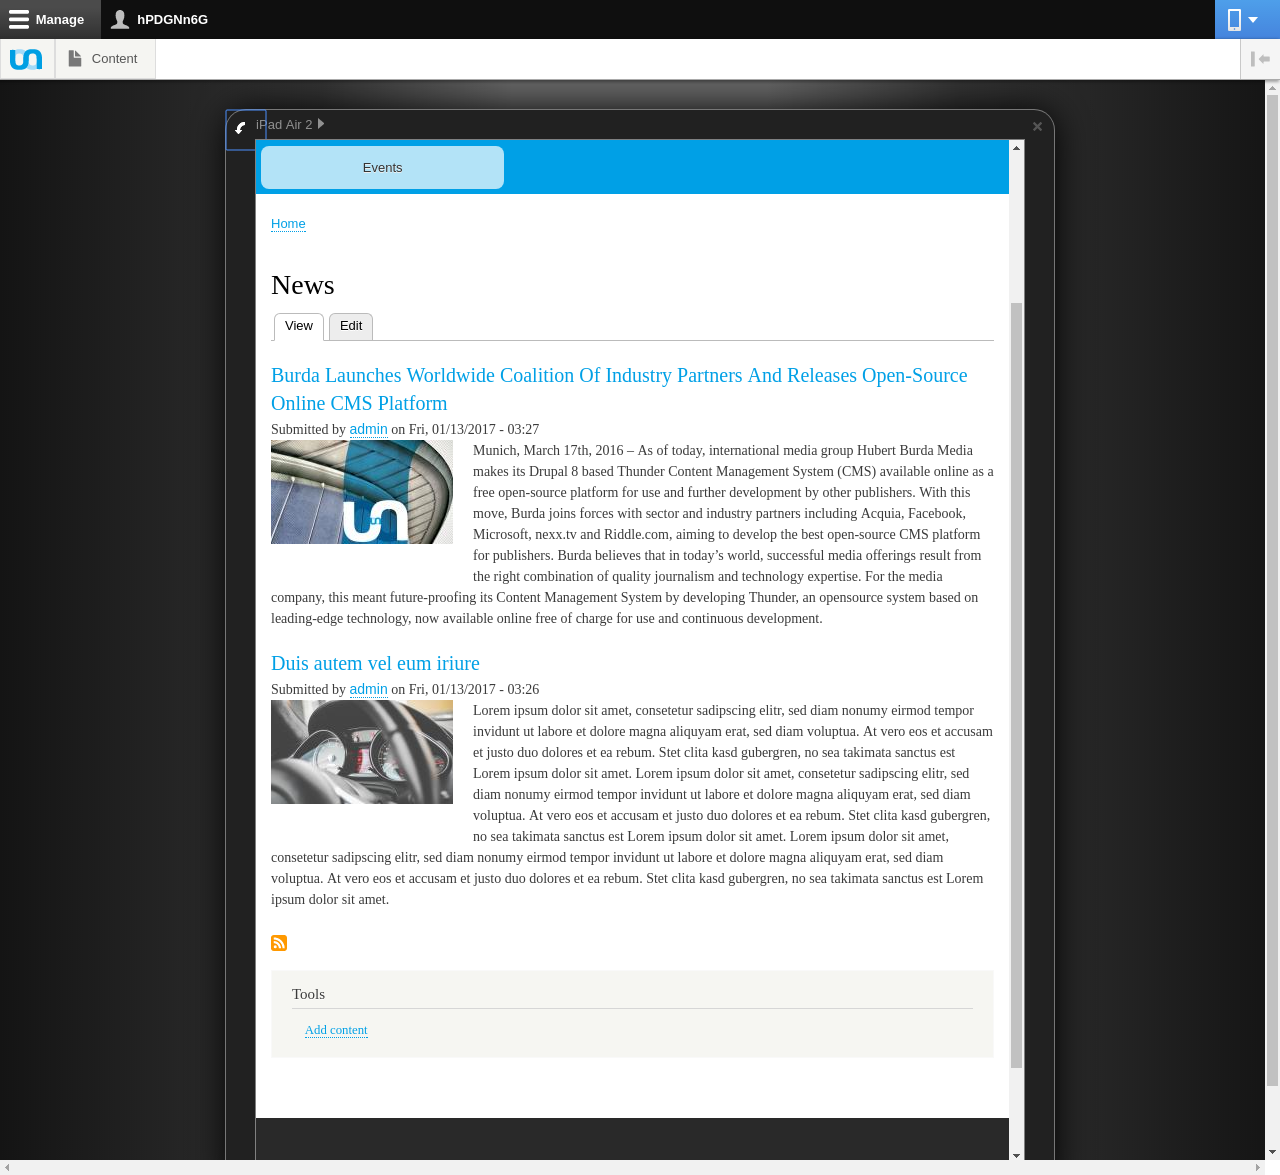 Manage
hPDGNn6G
Content
iPad Air 2
Events
Home
News
View
Edit
Burda Launches Worldwide Coalition Of Industry Partners And Releases Open-Source
Online CMS Platform
Submitted by admin on Fri, 01/13/2017 - 03:27
Munich, March 17th, 2016 – As of today, international media group Hubert Burda Media
makes its Drupal 8 based Thunder Content Management System (CMS) available online as a
free open-source platform for use and further development by other publishers. With this
move, Burda joins forces with sector and industry partners including Acquia, Facebook,
Microsoft, nexx.tv and Riddle.com, aiming to develop the best open-source CMS platform
for publishers. Burda believes that in today’s world, successful media offerings result from
the right combination of quality journalism and technology expertise. For the media
company, this meant future-proofing its Content Management System by developing Thunder, an opensource system based on
leading-edge technology, now available online free of charge for use and continuous development.
Duis autem vel eum iriure
Submitted by admin on Fri, 01/13/2017 - 03:26
Lorem ipsum dolor sit amet, consetetur sadipscing elitr, sed diam nonumy eirmod tempor
invidunt ut labore et dolore magna aliquyam erat, sed diam voluptua. At vero eos et accusam
et justo duo dolores et ea rebum. Stet clita kasd gubergren, no sea takimata sanctus est
Lorem ipsum dolor sit amet. Lorem ipsum dolor sit amet, consetetur sadipscing elitr, sed
diam nonumy eirmod tempor invidunt ut labore et dolore magna aliquyam erat, sed diam
voluptua. At vero eos et accusam et justo duo dolores et ea rebum. Stet clita kasd gubergren,
no sea takimata sanctus est Lorem ipsum dolor sit amet. Lorem ipsum dolor sit amet,
consetetur sadipscing elitr, sed diam nonumy eirmod tempor invidunt ut labore et dolore magna aliquyam erat, sed diam
voluptua. At vero eos et accusam et justo duo dolores et ea rebum. Stet clita kasd gubergren, no sea takimata sanctus est Lorem
ipsum dolor sit amet.
Tools
Add content